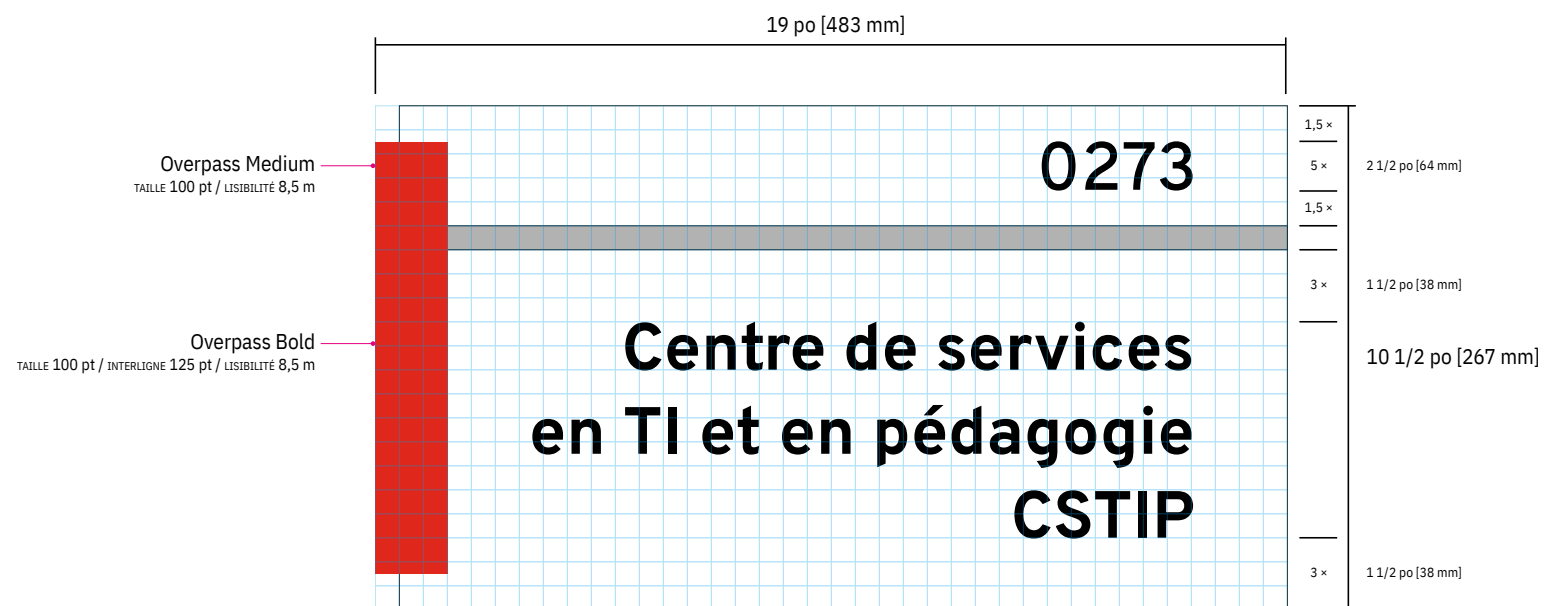 19 po [483 mm]
1,5 ×
Overpass Medium
TAILLE 100 pt / LISIBILITÉ 8,5 m
0273
5 ×
2 1/2 po [64 mm]
1,5 ×
3 ×
1 1/2 po [38 mm]
Overpass Bold
TAILLE 100 pt / INTERLIGNE 125 pt / LISIBILITÉ 8,5 m
Centre de services
en TI et en pédagogie
CSTIP
10 1/2 po [267 mm]
3 ×
1 1/2 po [38 mm]